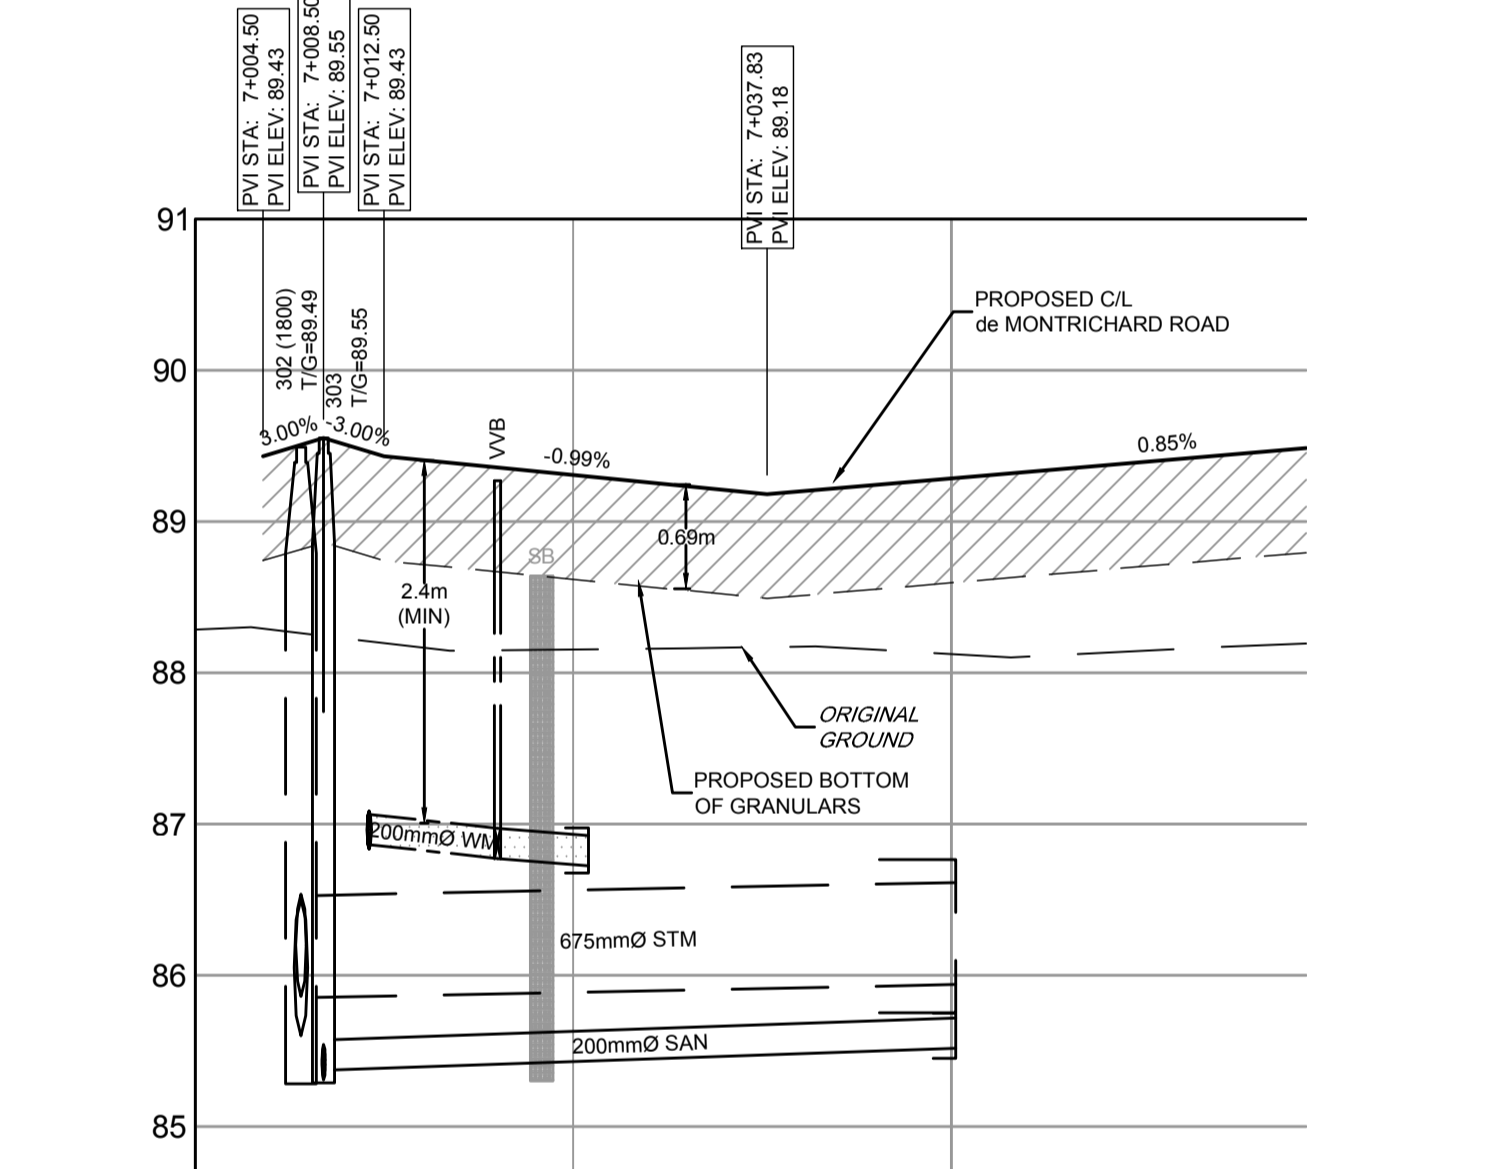 PVI STA: 7+004.50
PVI ELEV: 89.43
PVI STA: 7+008.50
PVI ELEV: 89.55
PVI STA: 7+012.50
PVI ELEV: 89.43
PVI STA: 7+037.83
PVI ELEV: 89.18
91
302 (1800)
T/G=89.49
303
T/G=89.55
PROPOSED C/L
de MONTRICHARD ROAD
90
3.00%
-3.00%
VVB
-0.99%
0.85%
89
0.69m
SB
2.4m
(MIN)
88
ORIGINAL
GROUND
PROPOSED BOTTOM
OF GRANULARS
87
200mmØ WM
675mmØ STM
86
200mmØ SAN
85